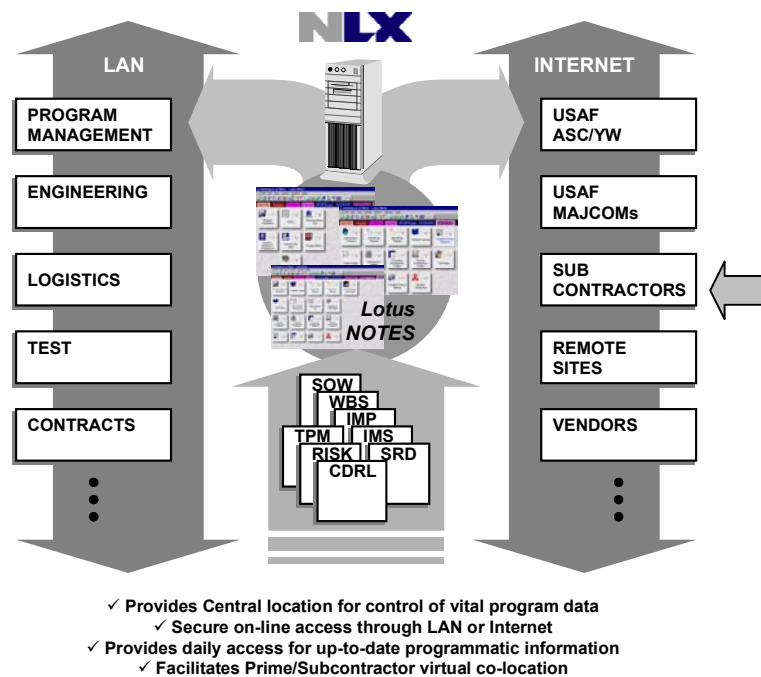 NLX
LAN
PROGRAM
MANAGEMENT
ENGINEERING
LOGISTICS
TEST
CONTRACTS
INTERNET
USAF
ASC/YW
USAF
MAJCOMs
SUB
CONTRACTORS
REMOTE
SITES
VENDORS
Lotus
NOTES
SOW
WBS
IMP
TPM
IMS
RISK
SRD
CDRL
✓ Provides Central location for control of vital program data
✓ Secure on-line access through LAN or Internet
✓ Provides daily access for up-to-date programmatic information
✓ Facilitates Prime/Subcontractor virtual co-location